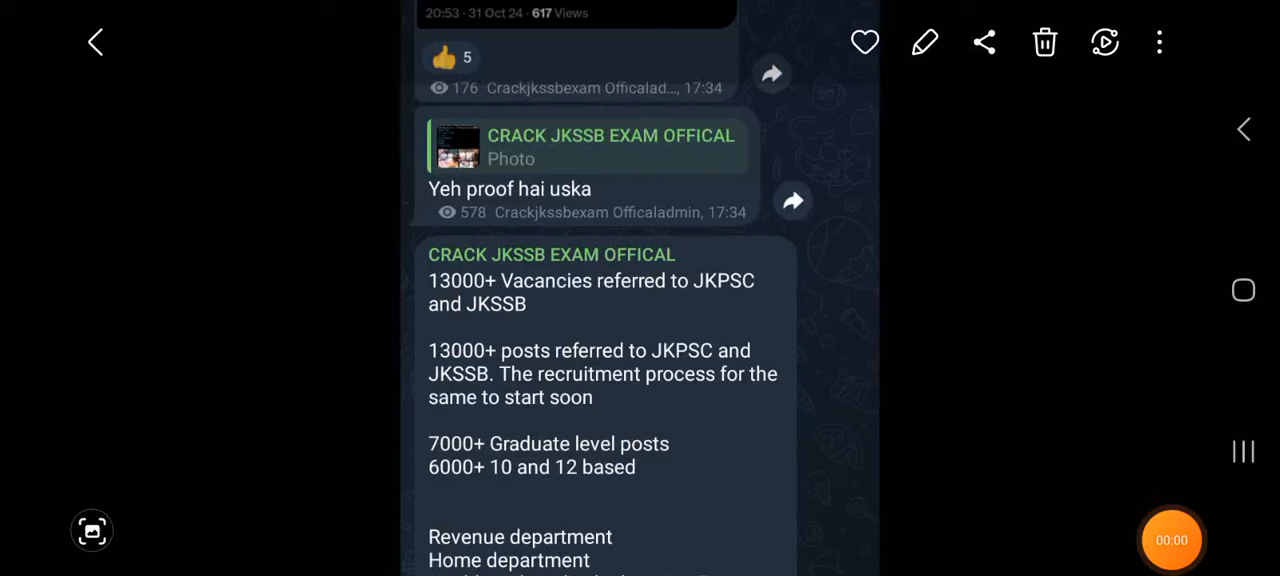 20:53 · 31 Oct 24 · 617 Views
👍 5
176 Crackjkssbexam Officalad..., 17:34
CRACK JKSSB EXAM OFFICAL
Photo
Yeh proof hai uska
578 Crackjkssbexam Officaladmin, 17:34
CRACK JKSSB EXAM OFFICAL
13000+ Vacancies referred to JKPSC
and JKSSB
13000+ posts referred to JKPSC and
JKSSB. The recruitment process for the
same to start soon
7000+ Graduate level posts
6000+ 10 and 12 based
Revenue department
Home department
00:00